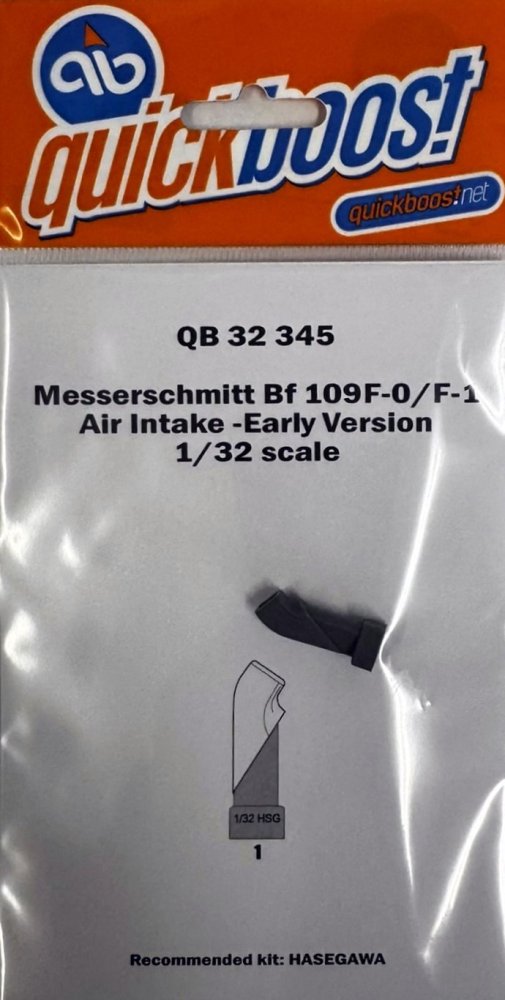 qb
quickboost
quickboost.net
QB 32 345
Messerschmitt Bf 109F-0/F-1
Air Intake -Early Version
1/32 scale
1/32 HSG
1
Recommended kit: HASEGAWA